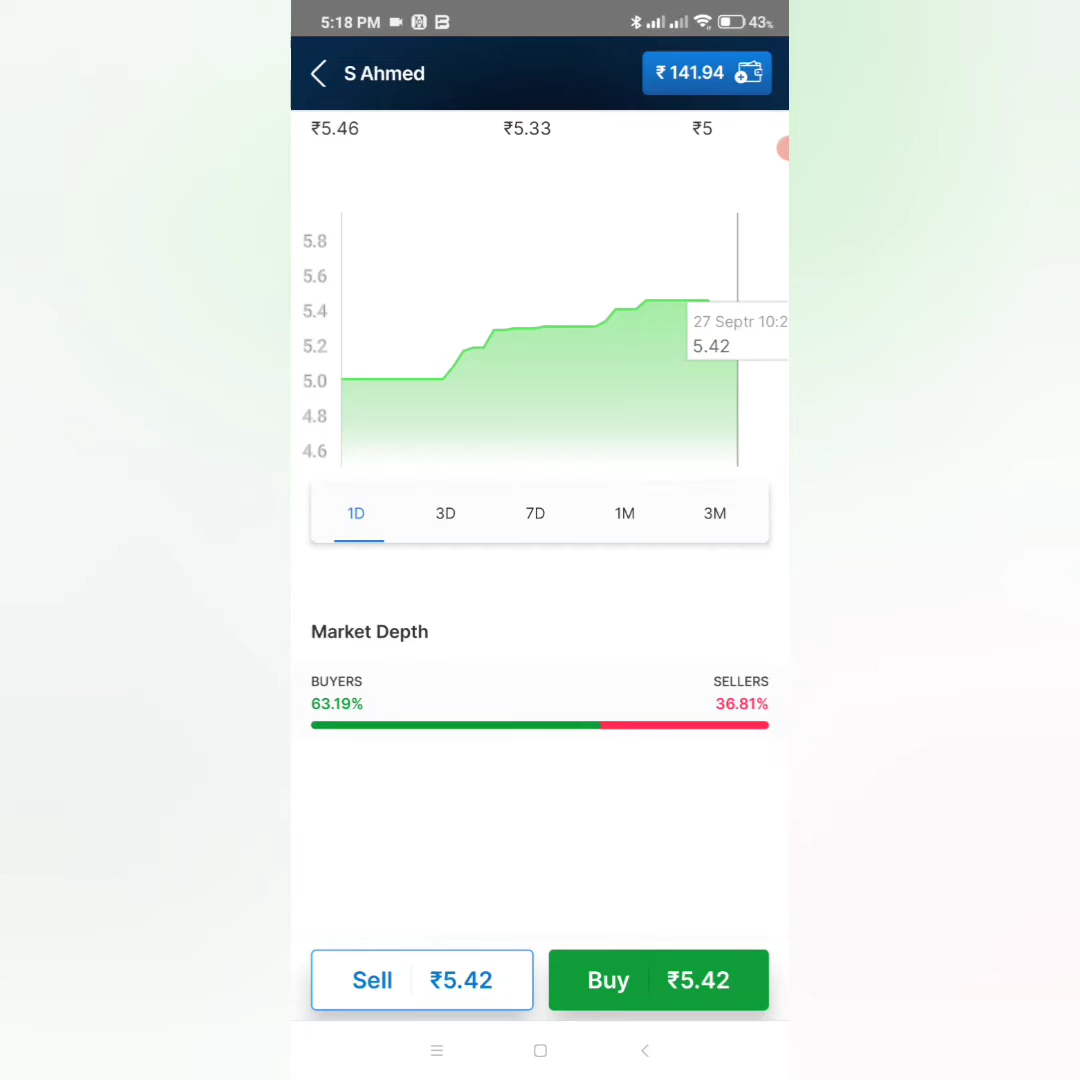 5:18 PM 43%
S Ahmed ₹ 141.94
₹5.46 ₹5.33 ₹5
5.8
5.6
5.4
5.2
5.0
4.8
4.6
27 Septr 10:2
5.42
1D 3D 7D 1M 3M
Market Depth
BUYERS SELLERS
63.19% 36.81%
Sell ₹5.42 Buy ₹5.42